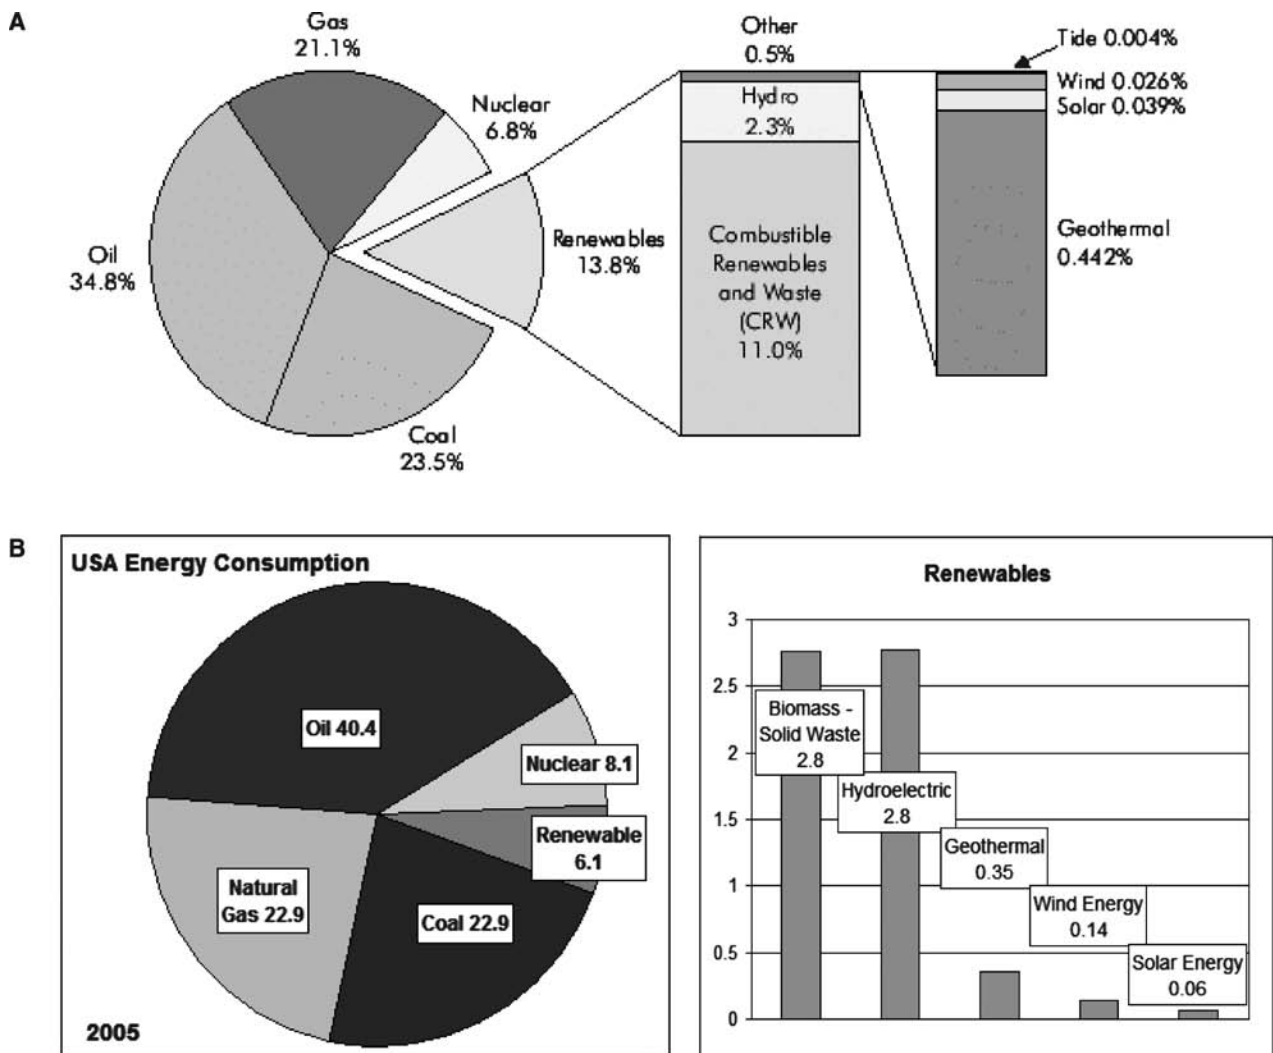 A
Gas
21.1%
Nuclear
6.8%
Renewables
13.8%
Oil
34.8%
Coal
23.5%
Other
0.5%
Hydro
2.3%
Combustible
Renewables
and Waste
(CRW)
11.0%
Tide 0.004%
Wind 0.026%
Solar 0.039%
Geothermal
0.442%
B
USA Energy Consumption
Oil 40.4
Nuclear 8.1
Renewable
6.1
Natural
Gas 22.9
Coal 22.9
2005
Renewables
3
2.5
2
1.5
1
0.5
0
Biomass -
Solid Waste
2.8
Hydroelectric
2.8
Geothermal
0.35
Wind Energy
0.14
Solar Energy
0.06